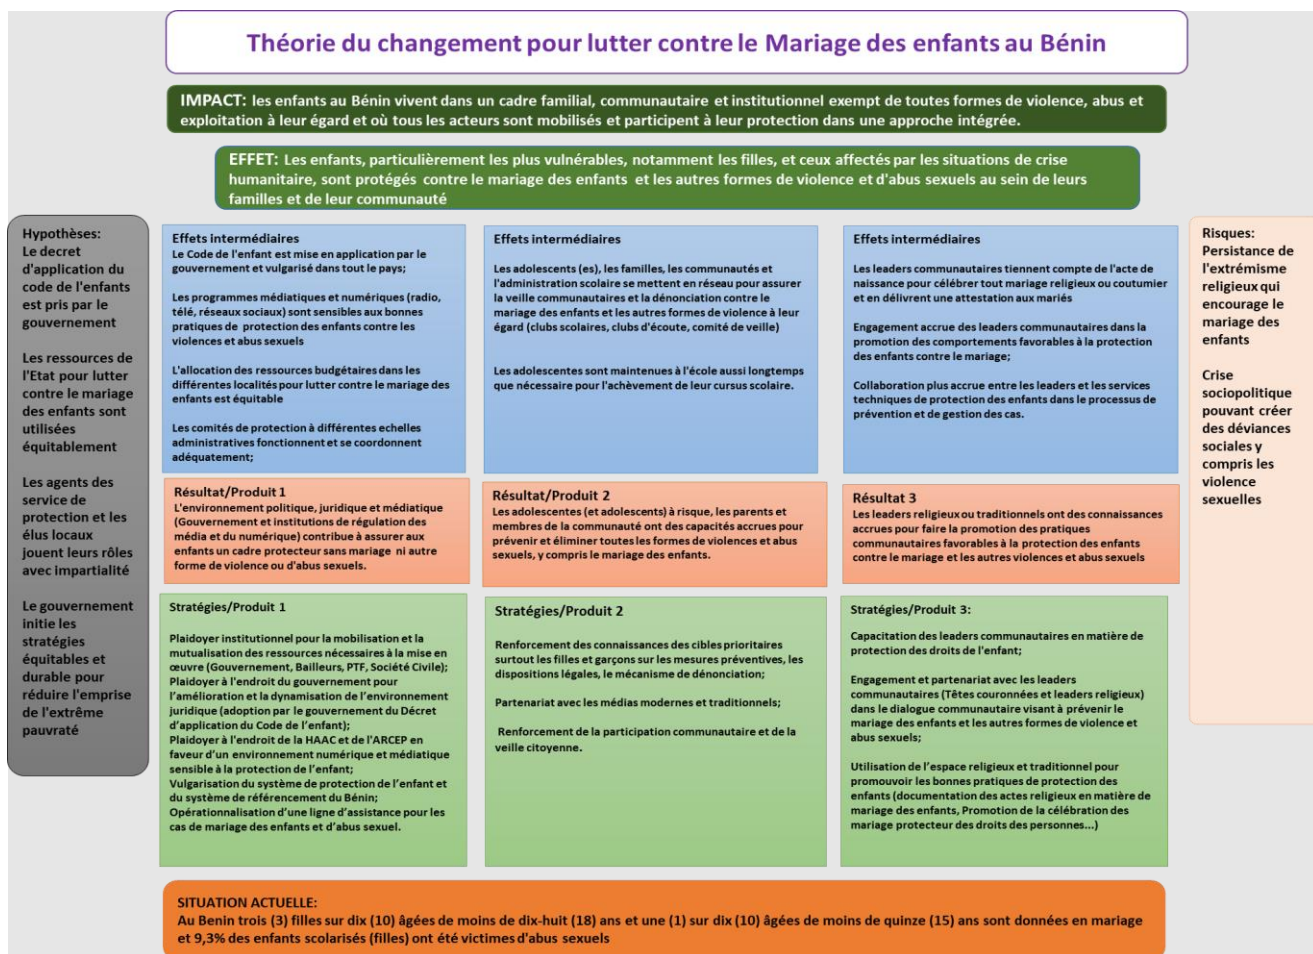 Théorie du changement pour lutter contre le Mariage des enfants au Bénin
IMPACT: les enfants au Bénin vivent dans un cadre familial, communautaire et institutionnel exempt de toutes formes de violence, abus et
exploitation à leur égard et où tous les acteurs sont mobilisés et participent à leur protection dans une approche intégrée.
EFFET: Les enfants, particulièrement les plus vulnérables, notamment les filles, et ceux affectés par les situations de crise
humanitaire, sont protégés contre le mariage des enfants et les autres formes de violence et d'abus sexuels au sein de leurs
familles et de leur communauté
Hypothèses:
Le decret
d'application du
code de l'enfants
est pris par le
gouvernement
Les ressources de
l'Etat pour lutter
contre le mariage
des enfants sont
utilisées
équitablement
Les agents des
service de
protection et les
élus locaux
jouent leurs rôles
avec impartialité
Le gouvernement
initie les
stratégies
équitables et
durable pour
réduire l'emprise
de l'extrême
pauvraté
Effets intermédiaires
Le Code de l'enfant est mise en application par le
gouvernement et vulgarisé dans tout le pays;
Les programmes médiatiques et numériques (radio,
télé, réseaux sociaux) sont sensibles aux bonnes
pratiques de protection des enfants contre les
violences et abus sexuels
L'allocation des ressources budgétaires dans les
différentes localités pour lutter contre le mariage des
enfants est équitable
Les comités de protection à différentes echelles
administratives fonctionnent et se coordonnent
adéquatement;
Effets intermédiaires
Les adolescents (es), les familles, les communautés et
l'administration scolaire se mettent en réseau pour assurer
la veille communautaires et la dénonciation contre le
mariage des enfants et les autres formes de violence à leur
égard (clubs scolaires, clubs d'écoute, comité de veille)
Les adolescentes sont maintenues à l'école aussi longtemps
que nécessaire pour l'achèvement de leur cursus scolaire.
Effets intermédiaires
Les leaders communautaires tiennent compte de l'acte de
naissance pour célébrer tout mariage religieux ou coutumier
et en délivrent une attestation aux mariés
Engagement accrue des leaders communautaires dans la
promotion des comportements favorables à la protection
des enfants contre le mariage;
Collaboration plus accrue entre les leaders et les services
techniques de protection des enfants dans le processus de
prévention et de gestion des cas.
Risques:
Persistance de
l'extrémisme
religieux qui
encourage le
mariage des
enfants
Crise
sociopolitique
pouvant créer
des déviances
sociales y
compris les
violence
sexuelles
Résultat/Produit 1
L'environnement politique, juridique et médiatique
(Gouvernement et institutions de régulation des
média et du numérique) contribue à assurer aux
enfants un cadre protecteur sans mariage ni autre
forme de violence ou d'abus sexuels.
Résultat/Produit 2
Les adolescentes (et adolescents) à risque, les parents et
membres de la communauté ont des capacités accrues pour
prévenir et éliminer toutes les formes de violences et abus
sexuels, y compris le mariage des enfants.
Résultat 3
Les leaders religieux ou traditionnels ont des connaissances
accrues pour faire la promotion des pratiques
communautaires favorables à la protection des enfants
contre le mariage et les autres violences et abus sexuels
Stratégies/Produit 1
Plaidoyer institutionnel pour la mobilisation et la
mutualisation des ressources nécessaires à la mise en
œuvre (Gouvernement, Bailleurs, PTF, Société Civile);
Plaidoyer à l'endroit du gouvernement pour
l'amélioration et la dynamisation de l'environnement
juridique (adoption par le gouvernement du Décret
d'application du Code de l'enfant);
Plaidoyer à l'endroit de la HAAC et de l'ARCEP en
faveur d'un environnement numérique et médiatique
sensible à la protection de l'enfant;
Vulgarisation du système de protection de l'enfant et
du système de référencement du Bénin;
Opérationnalisation d'une ligne d'assistance pour les
cas de mariage des enfants et d'abus sexuel.
Stratégies/Produit 2
Renforcement des connaissances des cibles prioritaires
surtout les filles et garçons sur les mesures préventives, les
dispositions légales, le mécanisme de dénonciation;
Partenariat avec les médias modernes et traditionnels;
Renforcement de la participation communautaire et de la
veille citoyenne.
Stratégies/Produit 3:
Capacitation des leaders communautaires en matière de
protection des droits de l'enfant;
Engagement et partenariat avec les leaders
communautaires (Têtes couronnées et leaders religieux)
dans le dialogue communautaire visant à prévenir le
mariage des enfants et les autres formes de violence et
abus sexuels;
Utilisation de l'espace religieux et traditionnel pour
promouvoir les bonnes pratiques de protection des
enfants (documentation des actes religieux en matière de
mariage des enfants, Promotion de la célébration des
mariage protecteur des droits des personnes...)
SITUATION ACTUELLE:
Au Benin trois (3) filles sur dix (10) âgées de moins de dix-huit (18) ans et une (1) sur dix (10) âgées de moins de quinze (15) ans sont données en mariage
et 9,3% des enfants scolarisés (filles) ont été victimes d'abus sexuels